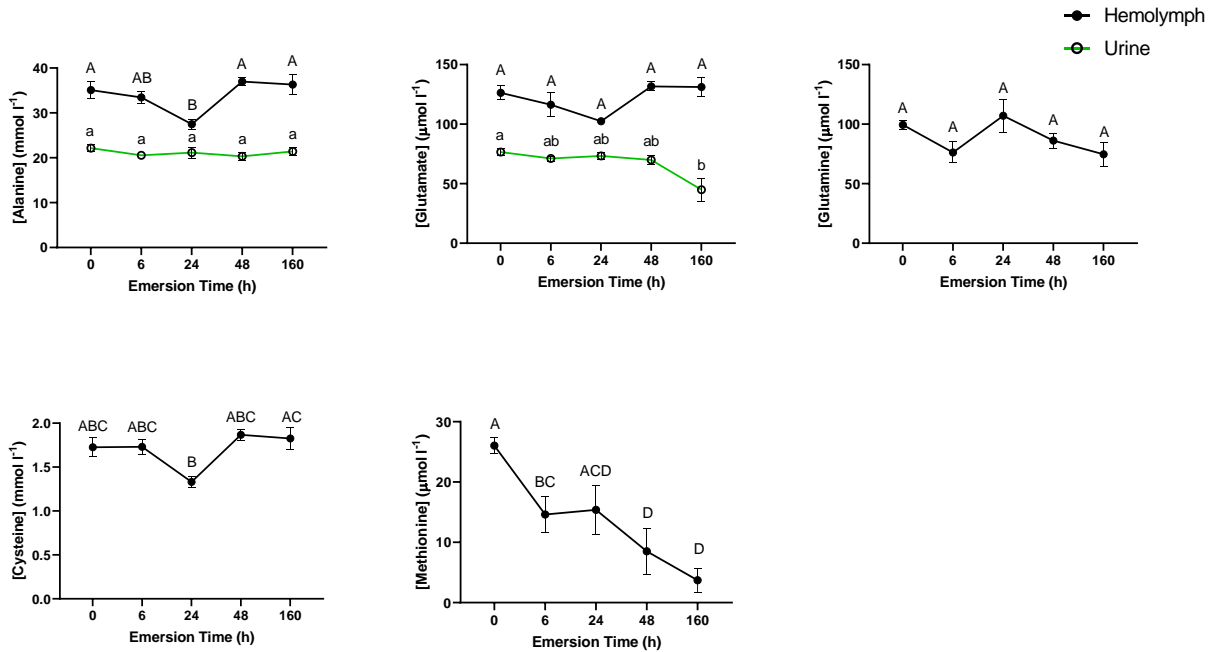 Hemolymph
Urine
[Alanine] (mmol l⁻¹)
40
30
20
10
0
A
AB
B
A
A
a
a
a
a
a
0 6 24 48 160
Emersion Time (h)
[Glutamate] (μmol l⁻¹)
150
100
50
0
A
A
A
A
A
a
ab
ab
ab
b
0 6 24 48 160
Emersion Time (h)
[Glutamine] (μmol l⁻¹)
150
100
50
0
A
A
A
A
A
0 6 24 48 160
Emersion Time (h)
[Cysteine] (mmol l⁻¹)
2.0
1.5
1.0
0.5
0.0
ABC
ABC
B
ABC
AC
0 6 24 48 160
Emersion Time (h)
[Methionine] (μmol l⁻¹)
30
20
10
0
A
BC
ACD
D
D
0 6 24 48 160
Emersion Time (h)